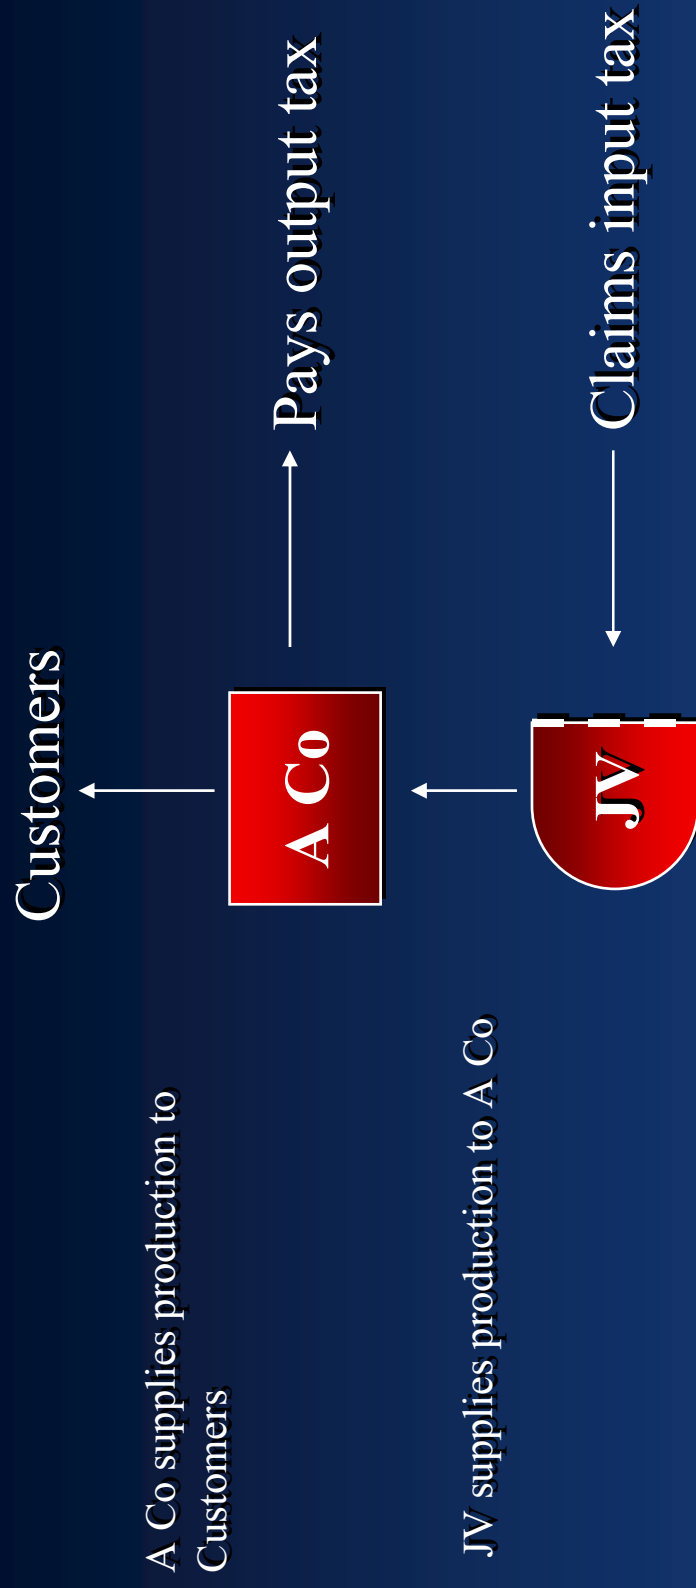 Customers
A Co supplies production to
Customers
A Co
Pays output tax
JV supplies production to A Co
JV
Claims input tax